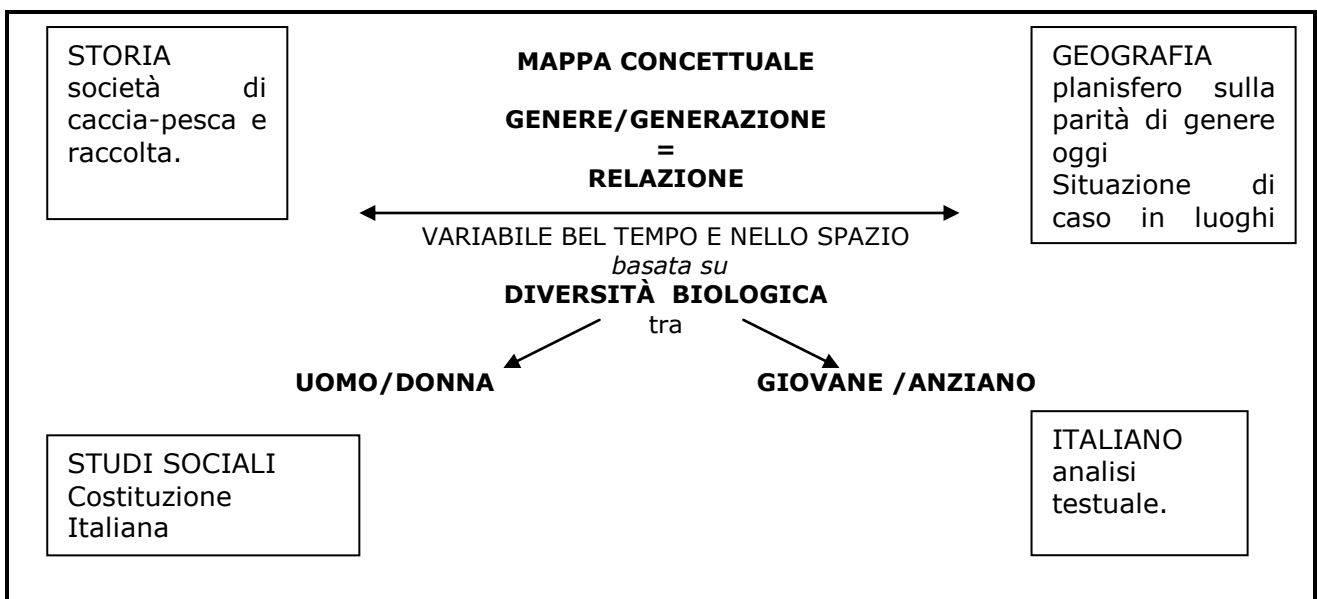 STORIA
società di
caccia-pesca e
raccolta.
MAPPA CONCETTUALE
GENERE/GENERAZIONE
=
RELAZIONE
GEOGRAFIA
planisfero sulla
parità di genere
oggi
Situazione di
caso in luoghi
VARIABILE BEL TEMPO E NELLO SPAZIO
basata su
DIVERSITÀ BIOLOGICA
tra
UOMO/DONNA
GIOVANE /ANZIANO
STUDI SOCIALI
Costituzione
Italiana
ITALIANO
analisi
testuale.